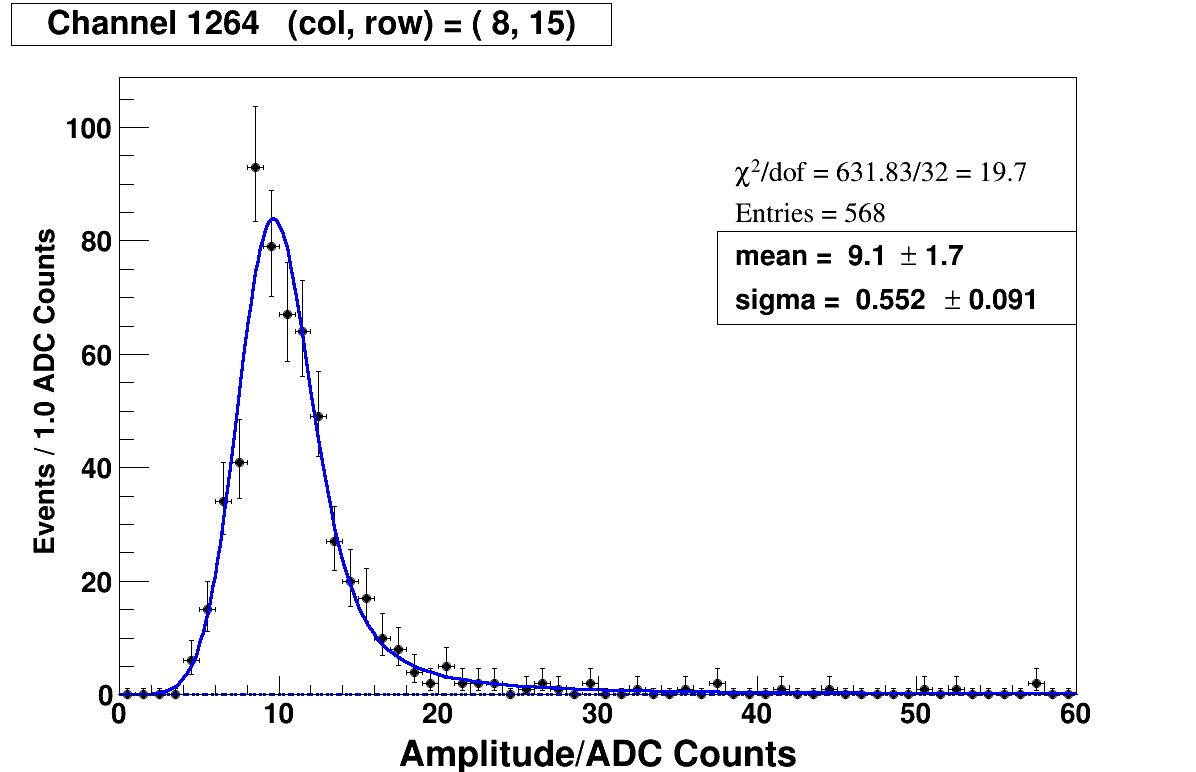 Channel 1264 (col, row) = ( 8, 15)
χ²/dof = 631.83/32 = 19.7
Entries = 568
mean = 9.1 ± 1.7
sigma = 0.552 ± 0.091
Events / 1.0 ADC Counts
100
80
60
40
20
0
0 10 20 30 40 50 60
Amplitude/ADC Counts